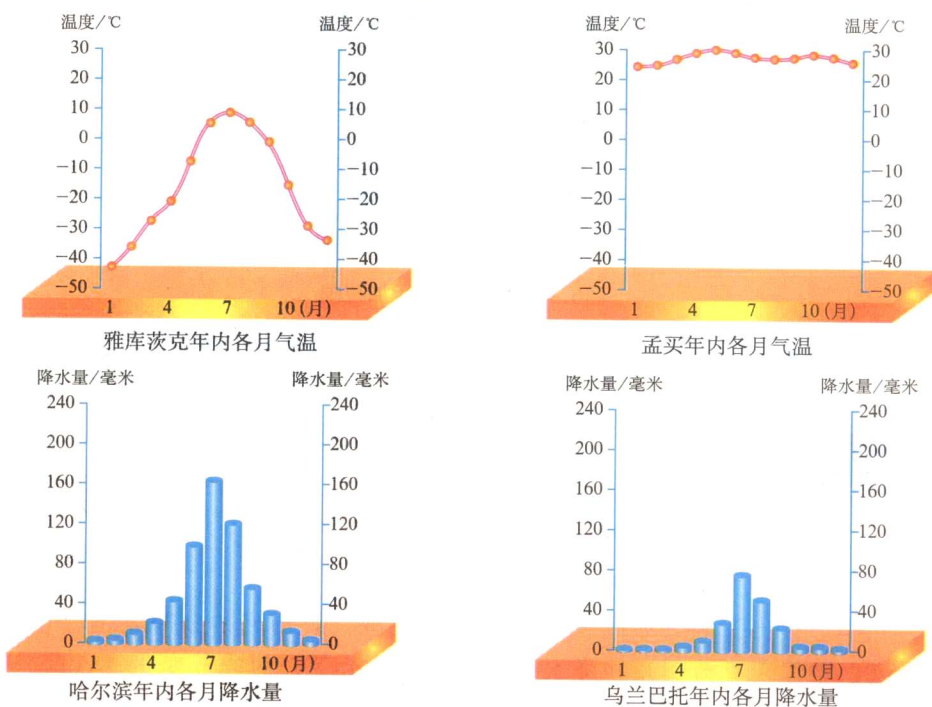 温度/℃ 温度/℃
30 30
20 20
10 10
0 0
−10 −10
−20 −20
−30 −30
−40 −40
−50 −50
1 4 7 10(月)
雅库茨克年内各月气温
温度/℃ 温度/℃
30 30
20 20
10 10
0 0
−10 −10
−20 −20
−30 −30
−40 −40
−50 −50
1 4 7 10(月)
孟买年内各月气温
降水量/毫米 降水量/毫米
240 240
200 200
160 160
120 120
80 80
40 40
0 0
1 4 7 10(月)
哈尔滨年内各月降水量
降水量/毫米 降水量/毫米
240 240
200 200
160 160
120 120
80 80
40 40
0 0
1 4 7 10(月)
乌兰巴托年内各月降水量